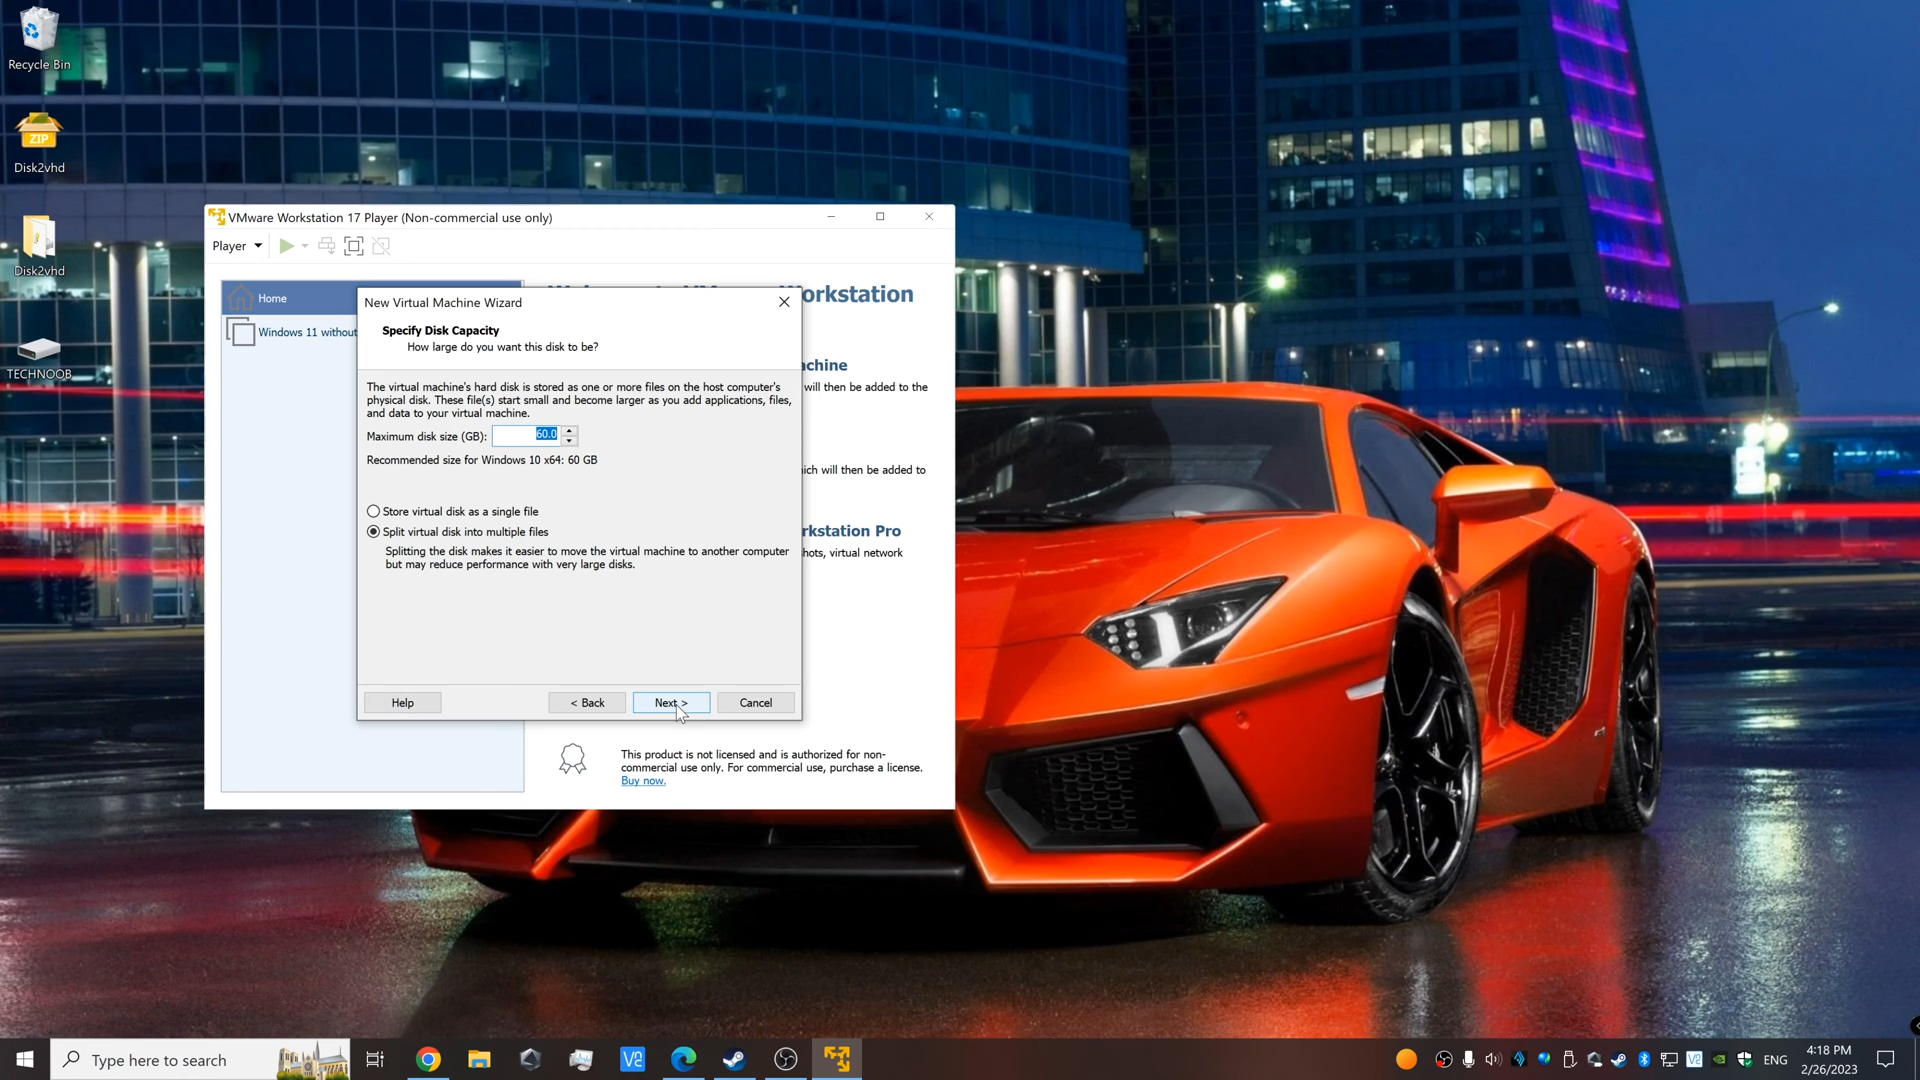 Recycle Bin
ZIP
Disk2vhd
Disk2vhd
TECHNOOB
VMware Workstation 17 Player (Non-commercial use only)
Player
Home
Windows 11 without
orkstation
achine
will then be added to the
ich will then be added to
rkstation Pro
hots, virtual network
New Virtual Machine Wizard
Specify Disk Capacity
How large do you want this disk to be?
The virtual machine's hard disk is stored as one or more files on the host computer's
physical disk. These file(s) start small and become larger as you add applications, files,
and data to your virtual machine.
Maximum disk size (GB): 60.0
Recommended size for Windows 10 x64: 60 GB
Store virtual disk as a single file
Split virtual disk into multiple files
Splitting the disk makes it easier to move the virtual machine to another computer
but may reduce performance with very large disks.
Help
< Back
Next >
Cancel
This product is not licensed and is authorized for non-
commercial use only. For commercial use, purchase a license.
Buy now.
Type here to search
ENG
4:18 PM
2/26/2023